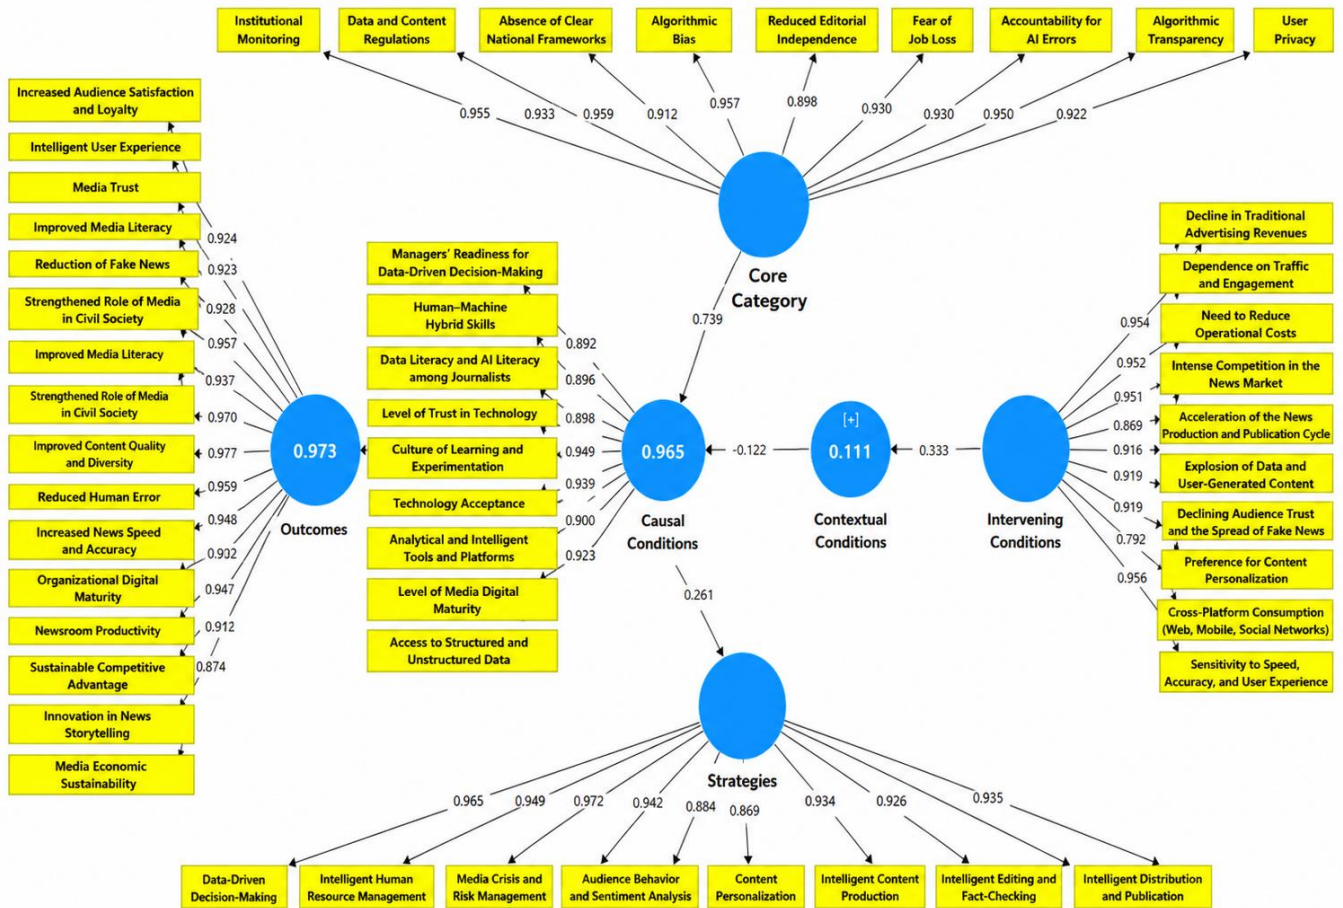 Institutional
Monitoring
Data and Content
Regulations
Absence of Clear
National Frameworks
Algorithmic
Bias
Reduced Editorial
Independence
Fear of
Job Loss
Accountability for
AI Errors
Algorithmic
Transparency
User
Privacy
0.955
0.933
0.959
0.912
0.957
0.898
0.930
0.930
0.950
0.922
Core
Category
0.739
Increased Audience Satisfaction
and Loyalty
Intelligent User Experience
Media Trust
Improved Media Literacy
Reduction of Fake News
Strengthened Role of Media
in Civil Society
Improved Media Literacy
Strengthened Role of Media
in Civil Society
Improved Content Quality
and Diversity
Reduced Human Error
Increased News Speed
and Accuracy
Organizational Digital
Maturity
Newsroom Productivity
Sustainable Competitive
Advantage
Innovation in News
Storytelling
Media Economic
Sustainability
0.924
0.923
0.928
0.957
0.937
0.970
0.977
0.959
0.948
0.902
0.947
0.912
0.874
0.973
Outcomes
Managers' Readiness for
Data-Driven Decision-Making
Human–Machine
Hybrid Skills
Data Literacy and AI Literacy
among Journalists
Level of Trust in Technology
Culture of Learning and
Experimentation
Technology Acceptance
Analytical and Intelligent
Tools and Platforms
Level of Media Digital
Maturity
Access to Structured and
Unstructured Data
0.892
0.896
0.898
0.949
0.939
0.900
0.923
0.965
Causal
Conditions
-0.122
[+]
0.111
Contextual
Conditions
0.333
Intervening
Conditions
0.954
0.952
0.951
0.869
0.916
0.919
0.919
0.792
0.956
Decline in Traditional
Advertising Revenues
Dependence on Traffic
and Engagement
Need to Reduce
Operational Costs
Intense Competition in the
News Market
Acceleration of the News
Production and Publication Cycle
Explosion of Data and
User-Generated Content
Declining Audience Trust
and the Spread of Fake News
Preference for Content
Personalization
Cross-Platform Consumption
(Web, Mobile, Social Networks)
Sensitivity to Speed,
Accuracy, and User Experience
0.261
Strategies
0.965
0.949
0.972
0.942
0.884
0.869
0.934
0.926
0.935
Data-Driven
Decision-Making
Intelligent Human
Resource Management
Media Crisis and
Risk Management
Audience Behavior
and Sentiment Analysis
Content
Personalization
Intelligent Content
Production
Intelligent Editing and
Fact-Checking
Intelligent Distribution
and Publication